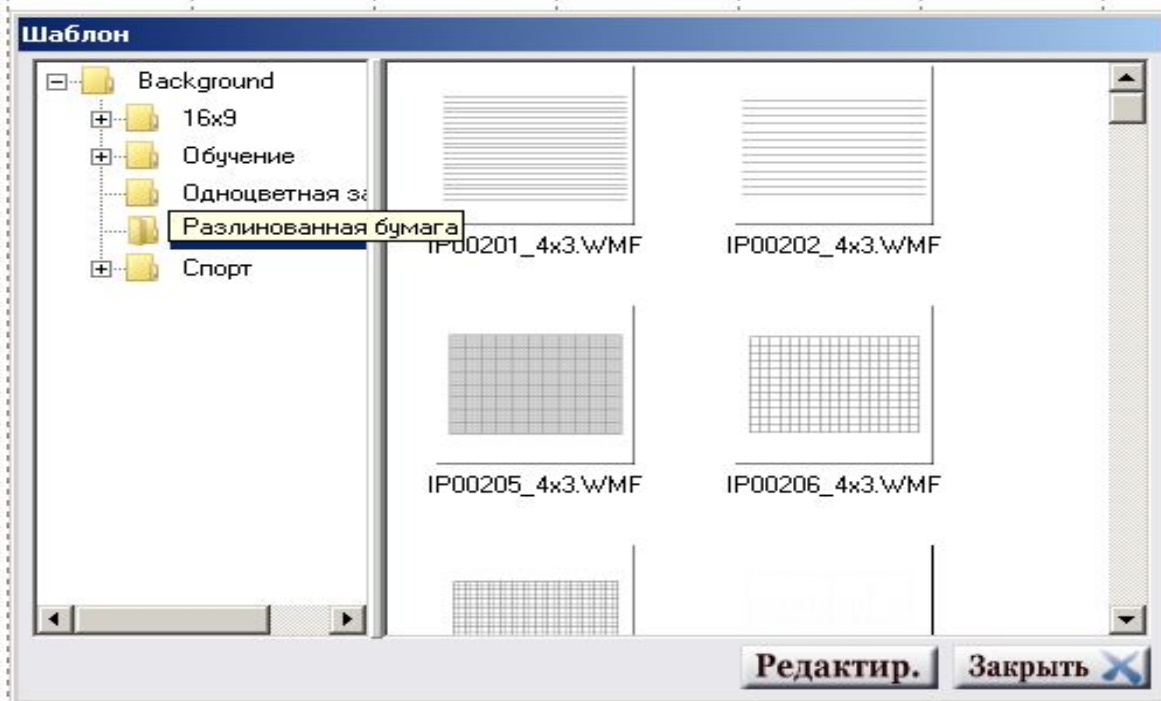 Шаблон
Background
16x9
Обучение
Одноцветная за
Разлинованная бумага
Спорт
IP00201_4x3.WMF IP00202_4x3.WMF
IP00205_4x3.WMF IP00206_4x3.WMF
Редактир. Закрыть